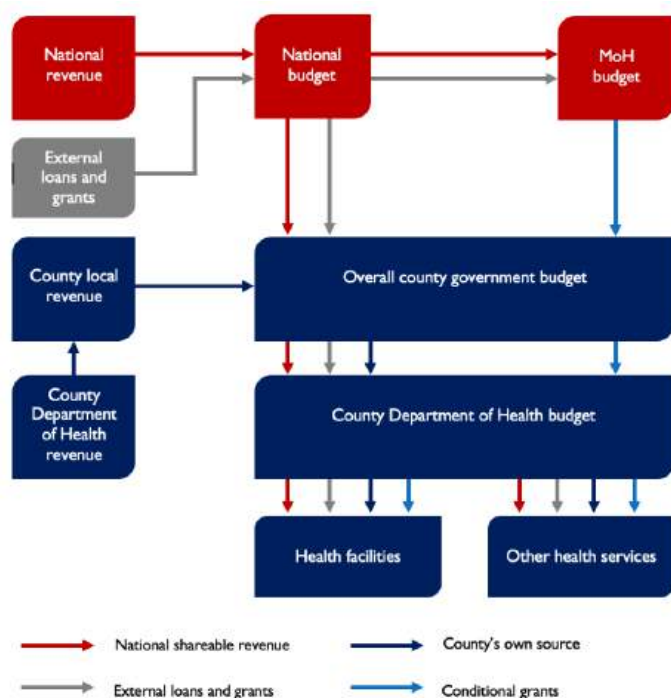 National
revenue
National
budget
MoH
budget
External
loans and
grants
County local
revenue
Overall county government budget
County
Department
of Health
revenue
County Department of Health budget
Health facilities
Other health services
National shareable revenue
County's own source
External loans and grants
Conditional grants